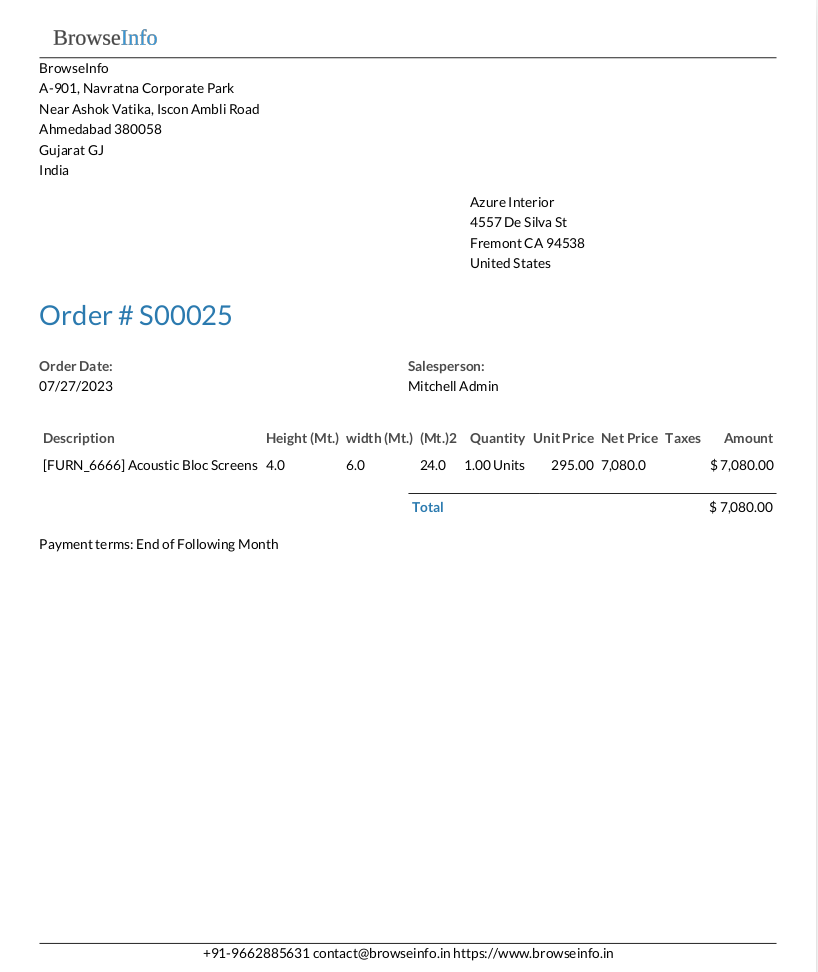 BrowseInfo
BrowseInfo
A-901, Navratna Corporate Park
Near Ashok Vatika, Iscon Ambli Road
Ahmedabad 380058
Gujarat GJ
India
Azure Interior
4557 De Silva St
Fremont CA 94538
United States
Order # S00025
Order Date: Salesperson:
07/27/2023 Mitchell Admin
Description Height (Mt.) width (Mt.) (Mt.)2 Quantity Unit Price Net Price Taxes Amount
[FURN_6666] Acoustic Bloc Screens 4.0 6.0 24.0 1.00 Units 295.00 7,080.0 $ 7,080.00
Total $ 7,080.00
Payment terms: End of Following Month
+91-9662885631 contact@browseinfo.in https://www.browseinfo.in